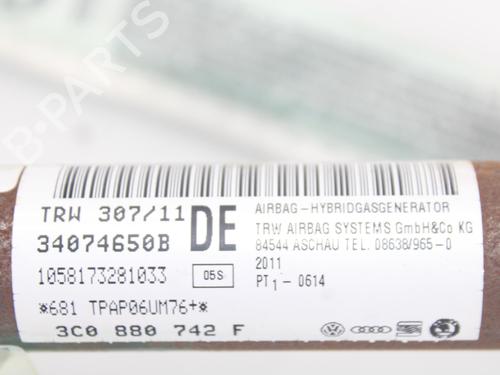 B-PARTS
TRW 307/11 DE
34074650B
1058173281033 05S
*681 TPAP06UM76+*
3C0 880 742 F
AIRBAG-HYBRIDGASGENERATOR
TRW AIRBAG SYSTEMS GmbH&Co KG
84544 ASCHAU TEL. 08638/965-0
2011
PT1-0614